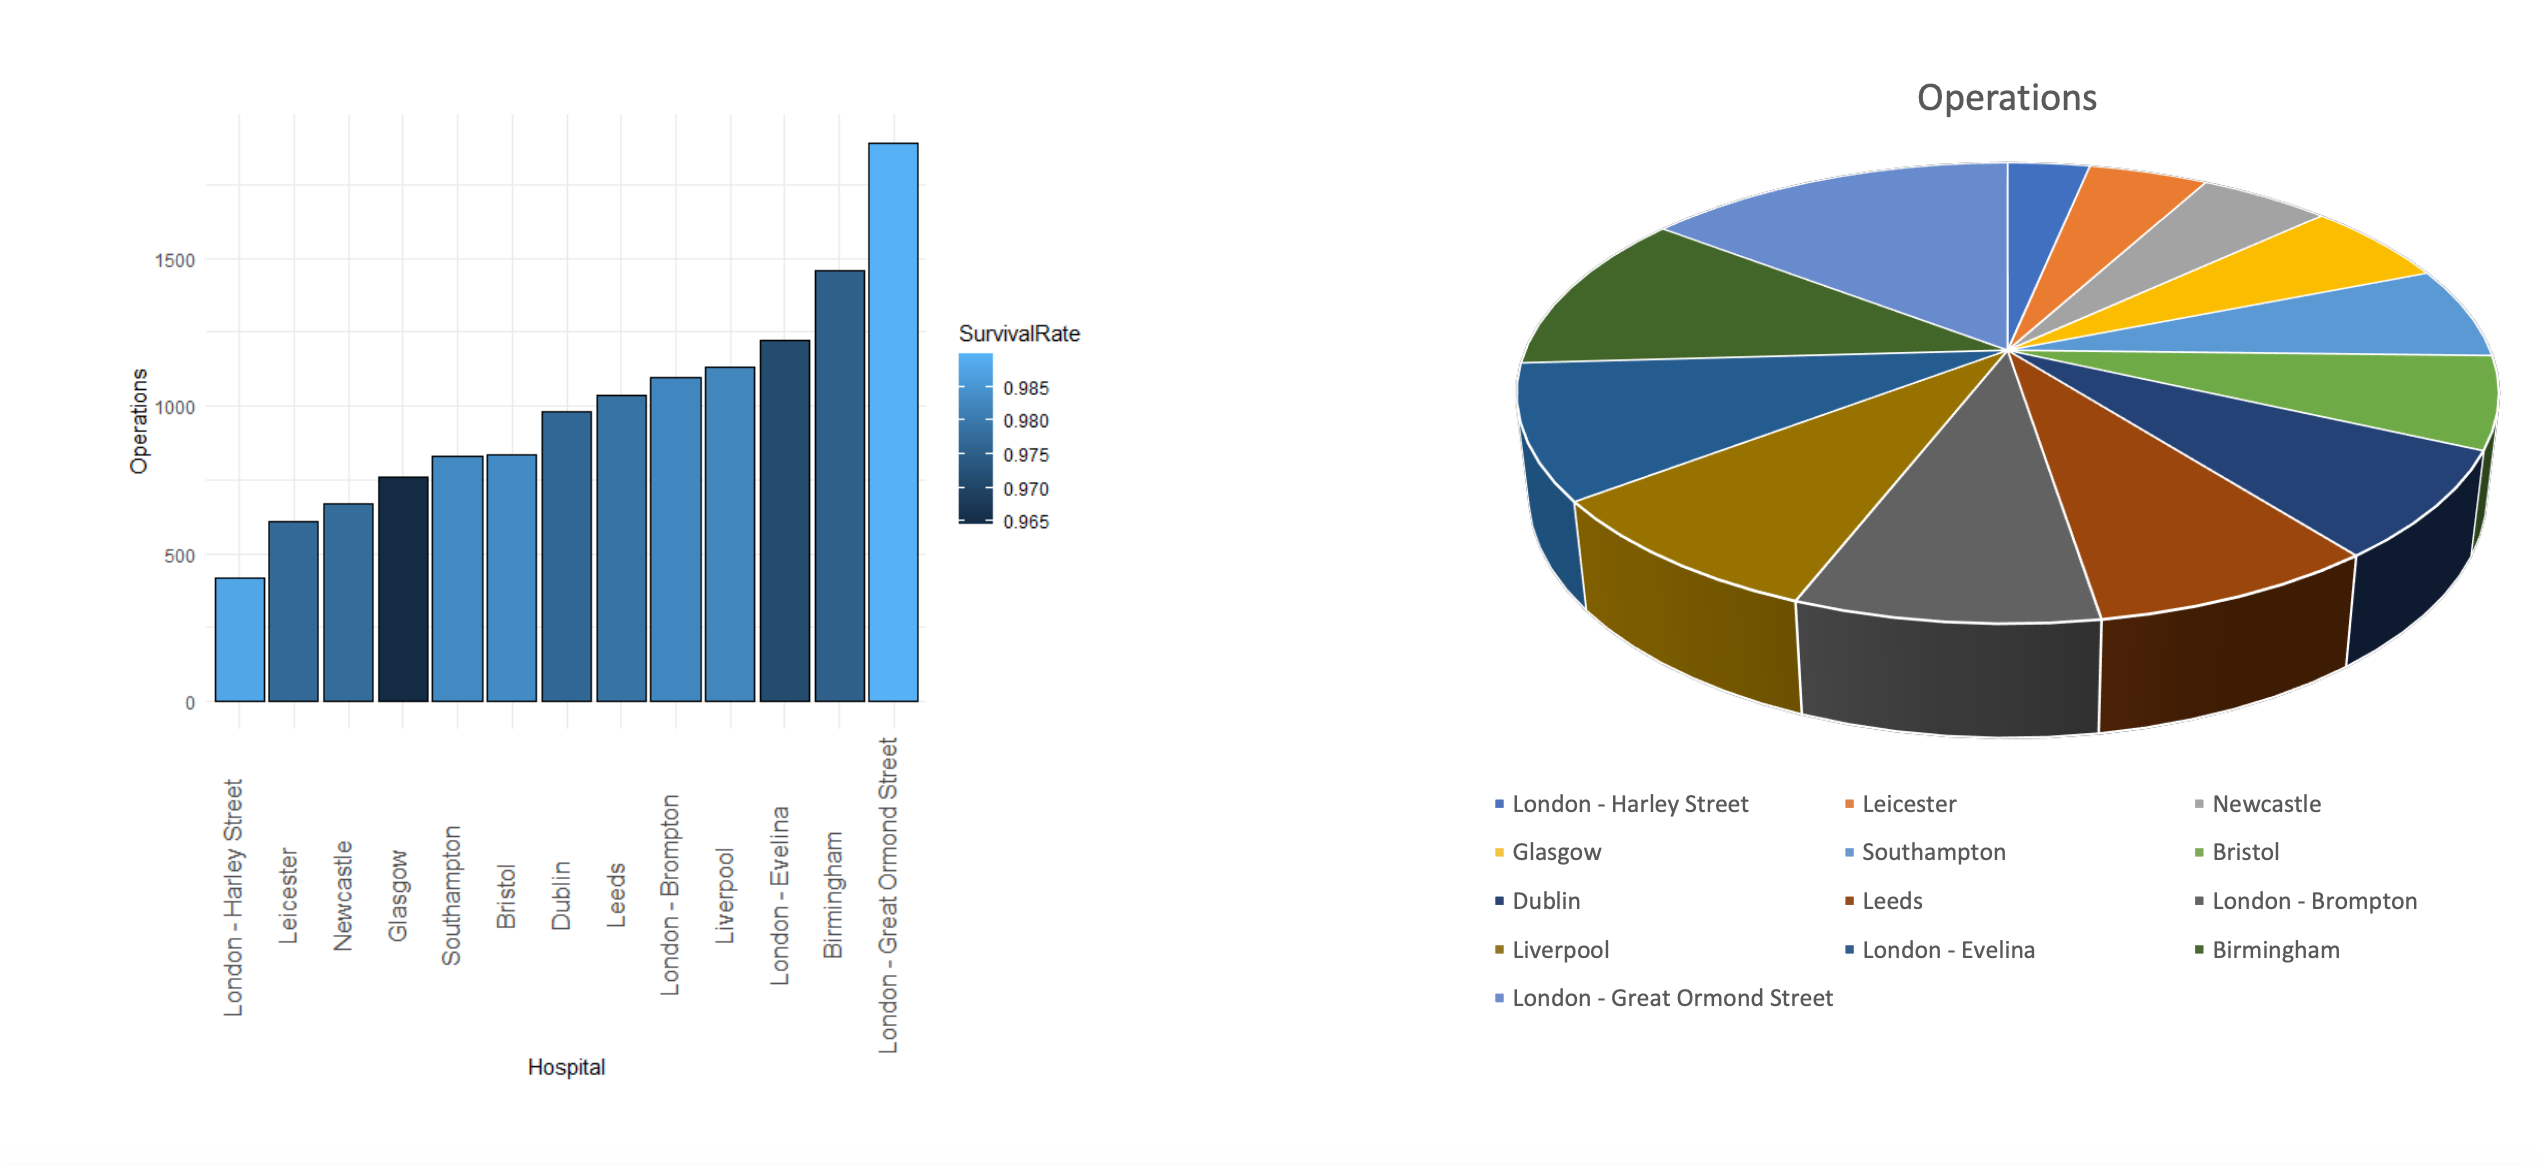 1500
1000
500
0
Operations
London - Harley Street
Leicester
Newcastle
Glasgow
Southampton
Bristol
Dublin
Leeds
London - Brompton
Liverpool
London - Evelina
Birmingham
London - Great Ormond Street
Hospital
SurvivalRate
0.985
0.980
0.975
0.970
0.965
Operations
London - Harley Street
Leicester
Newcastle
Glasgow
Southampton
Bristol
Dublin
Leeds
London - Brompton
Liverpool
London - Evelina
Birmingham
London - Great Ormond Street